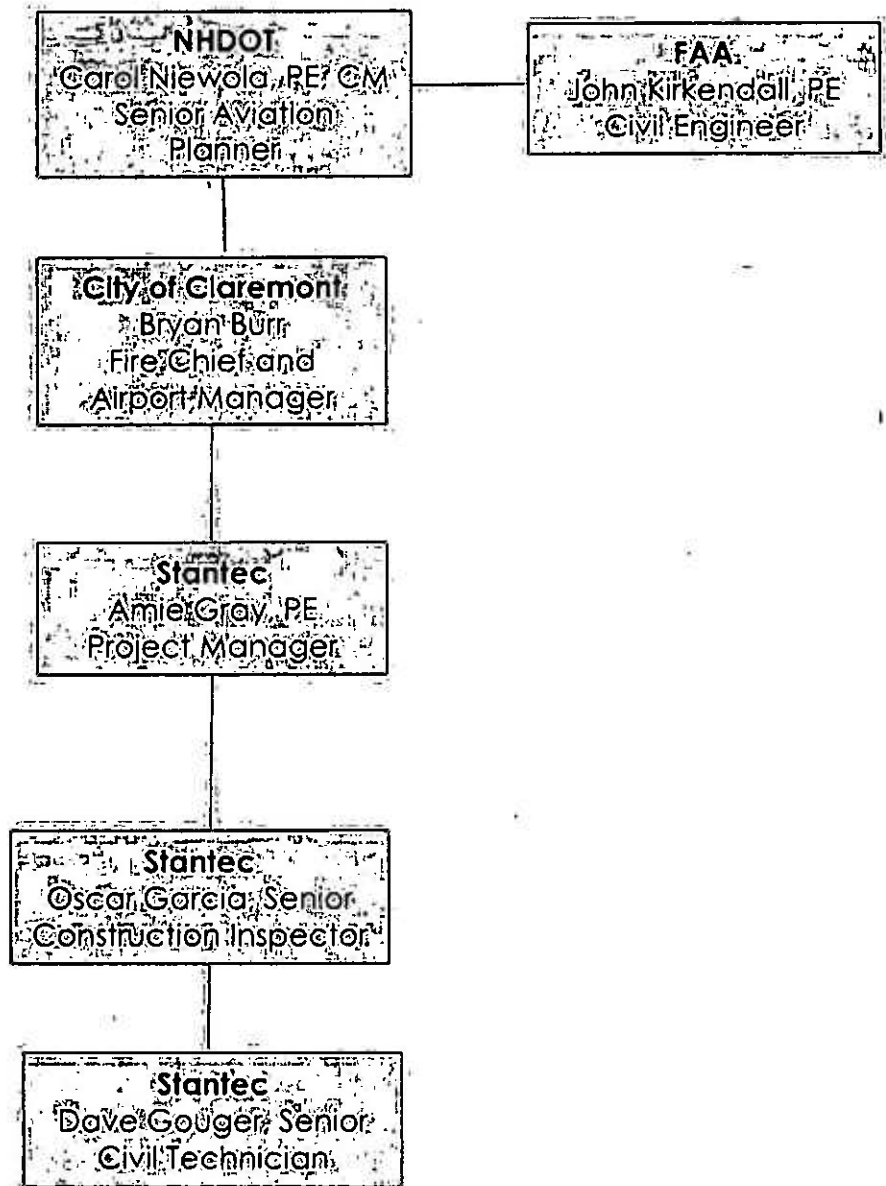 NHDOT
Carol Niewola, PE, CM
Senior Aviation
Planner
FAA
John Kirkendall, PE
Civil Engineer
City of Claremont
Bryan Burr
Fire Chief and
Airport Manager
Stantec
Amie Gray, PE
Project Manager
Stantec
Oscar Garcia, Senior
Construction Inspector
Stantec
Dave Gouger, Senior
Civil Technician